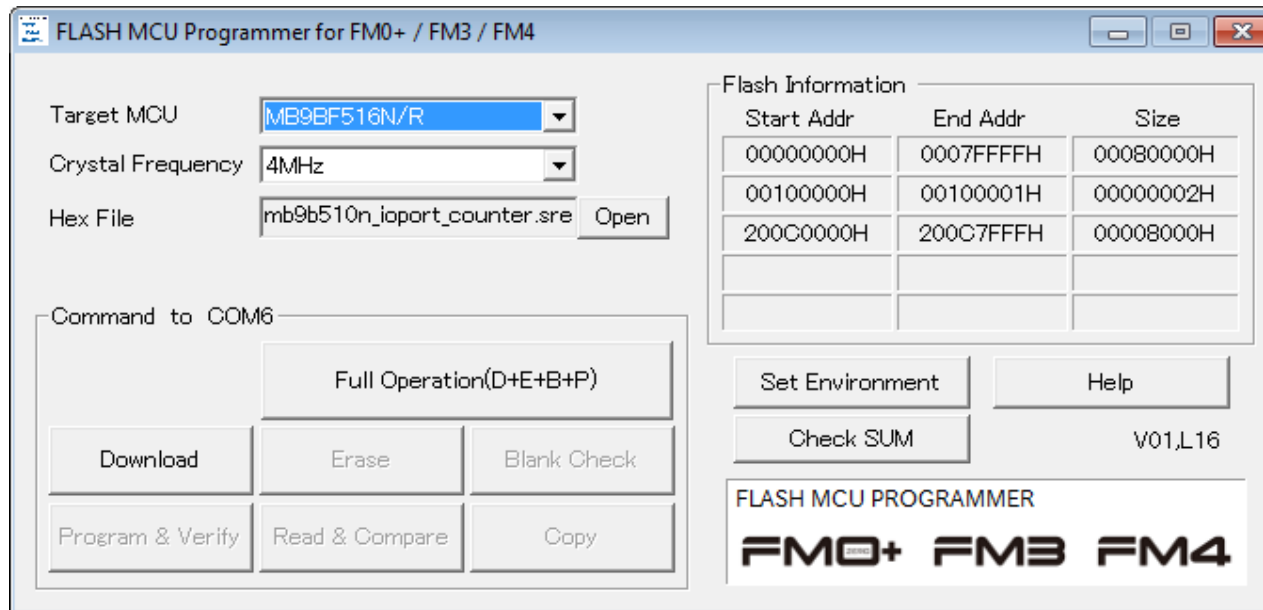 FLASH MCU Programmer for FM0+ / FM3 / FM4
Target MCU MB9BF516N/R
Crystal Frequency 4MHz
Hex File mb9b510n_ioport_counter.sre Open
Flash Information
Start Addr End Addr Size
00000000H 0007FFFFH 00080000H
00100000H 00100001H 00000002H
200C0000H 200C7FFFH 00008000H
Command to COM6
Full Operation(D+E+B+P)
Download Erase Blank Check
Program & Verify Read & Compare Copy
Set Environment Help
Check SUM V01,L16
FLASH MCU PROGRAMMER
FM0+ FM3 FM4